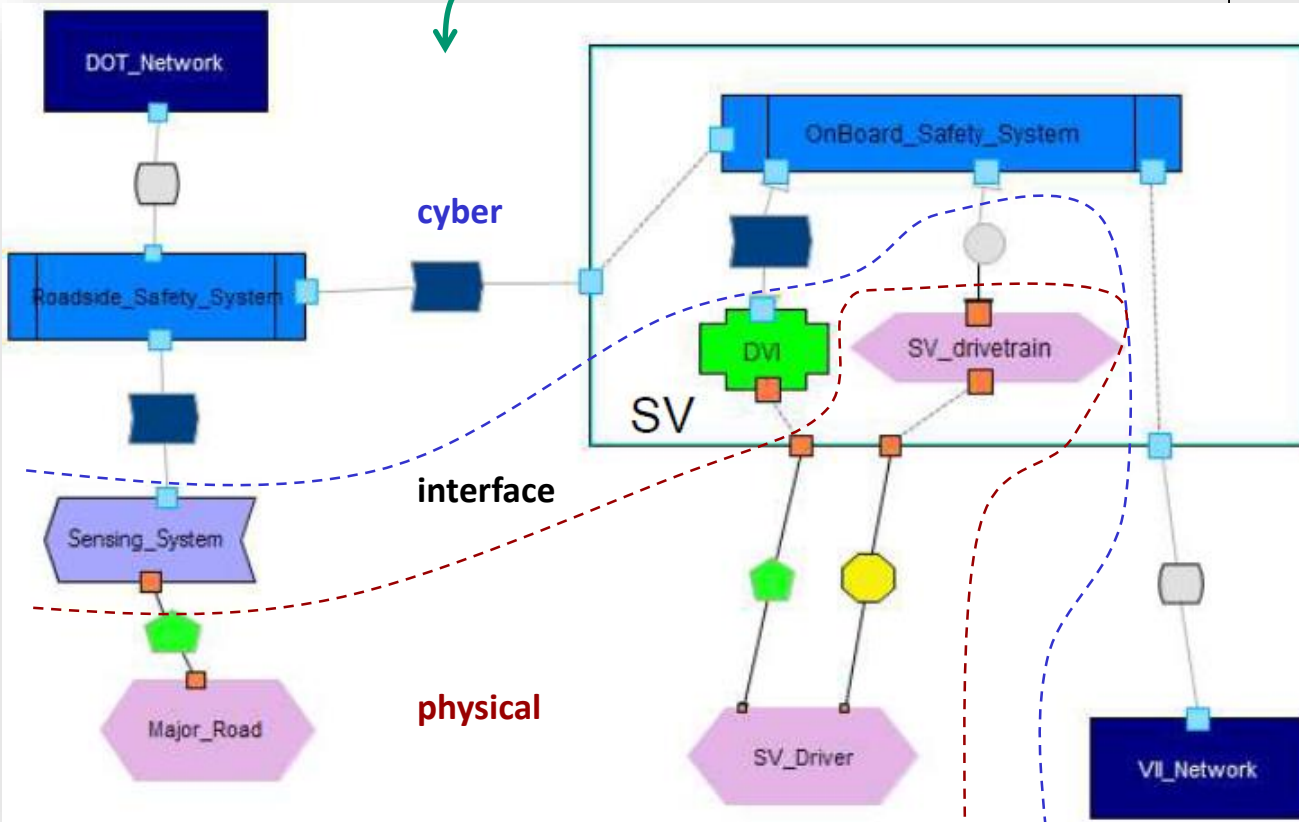 DOT_Network
OnBoard_Safety_System
cyber
Roadside_Safety_System
DVI
SV_drivetrain
SV
interface
Sensing_System
physical
Major_Road
SV_Driver
VII_Network